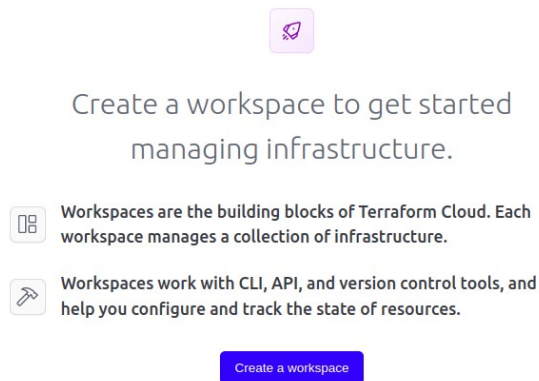 Create a workspace to get started
managing infrastructure.
Workspaces are the building blocks of Terraform Cloud. Each
workspace manages a collection of infrastructure.
Workspaces work with CLI, API, and version control tools, and
help you configure and track the state of resources.
Create a workspace